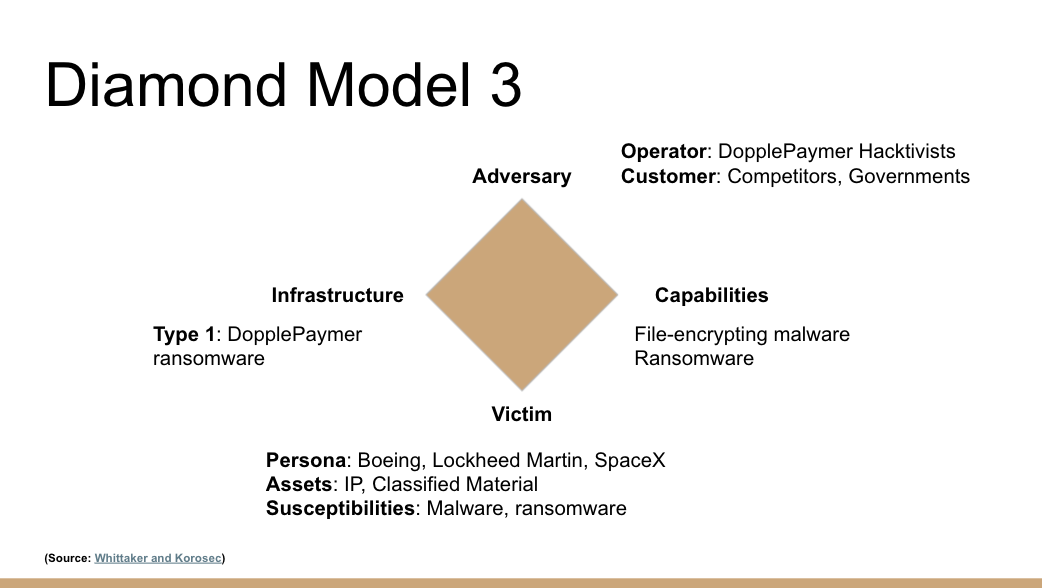 Diamond Model 3
Operator: DopplePaymer Hacktivists
Customer: Competitors, Governments
Adversary
Infrastructure
Capabilities
Type 1: DopplePaymer
ransomware
File-encrypting malware
Ransomware
Victim
Persona: Boeing, Lockheed Martin, SpaceX
Assets: IP, Classified Material
Susceptibilities: Malware, ransomware
(Source: Whittaker and Korosec)